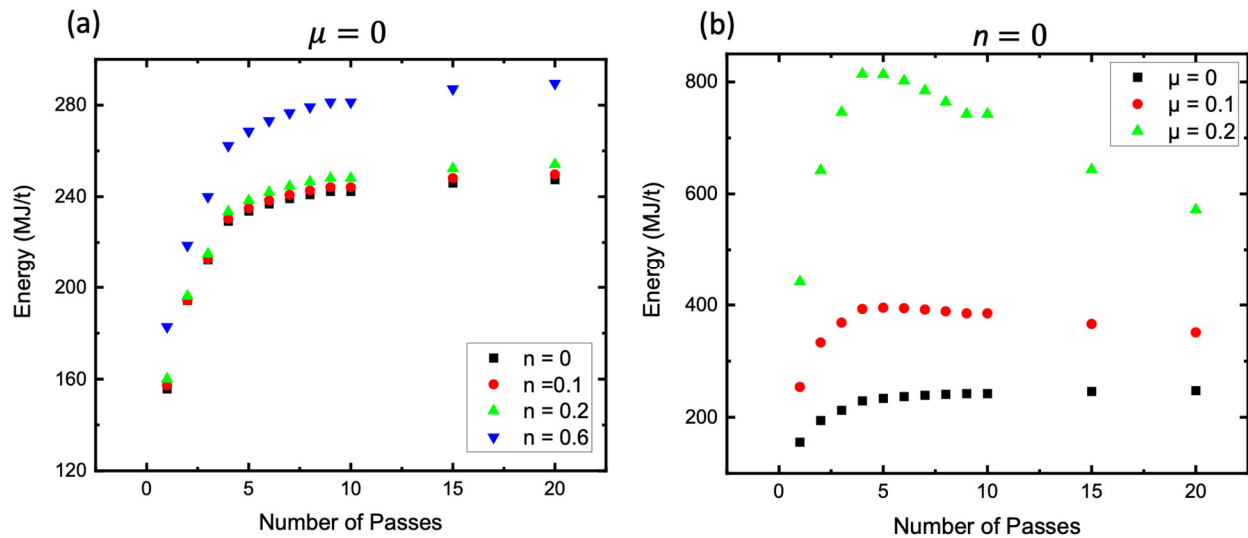 (a)
μ = 0
280
240
200
160
120
Energy (MJ/t)
n = 0
n =0.1
n = 0.2
n = 0.6
0 5 10 15 20
Number of Passes
(b)
n = 0
800
600
400
200
Energy (MJ/t)
μ = 0
μ = 0.1
μ = 0.2
0 5 10 15 20
Number of Passes